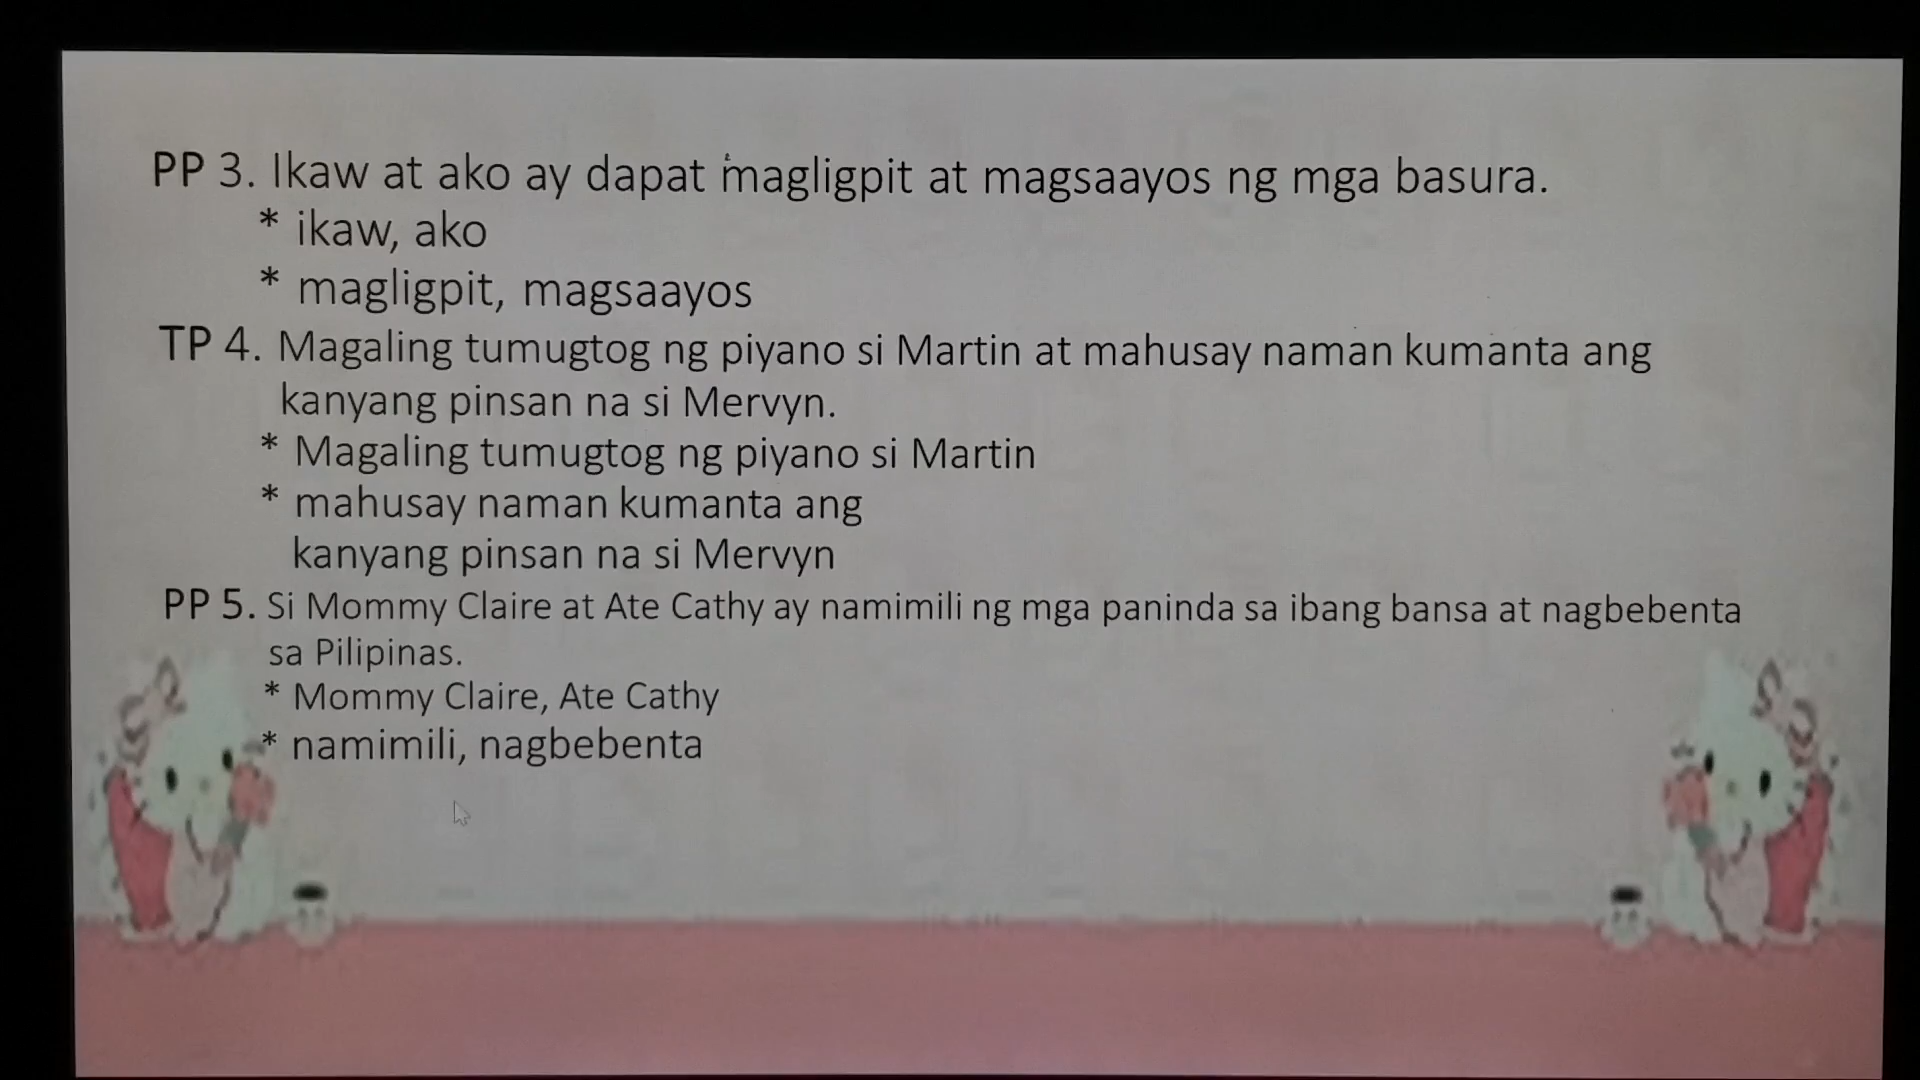 PP 3. Ikaw at ako ay dapat magligpit at magsaayos ng mga basura.
* ikaw, ako
* magligpit, magsaayos
TP 4. Magaling tumugtog ng piyano si Martin at mahusay naman kumanta ang
kanyang pinsan na si Mervyn.
* Magaling tumugtog ng piyano si Martin
* mahusay naman kumanta ang
kanyang pinsan na si Mervyn
PP 5. Si Mommy Claire at Ate Cathy ay namimili ng mga paninda sa ibang bansa at nagbebenta
sa Pilipinas.
* Mommy Claire, Ate Cathy
* namimili, nagbebenta